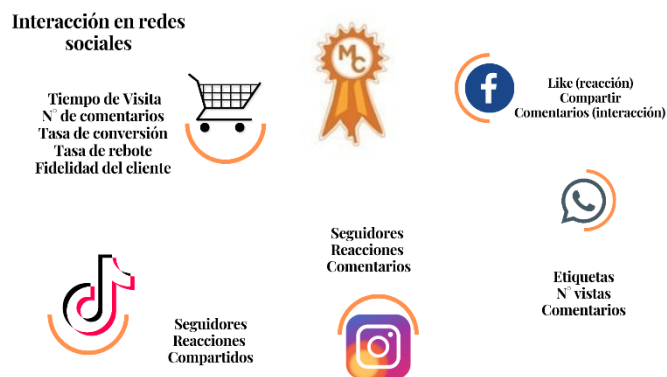 Interacción en redes
sociales
Tiempo de Visita
N° de comentarios
Tasa de conversión
Tasa de rebote
Fidelidad del cliente
MC
Like (reacción)
Compartir
Comentarios (interacción)
Etiquetas
N° vistas
Comentarios
Seguidores
Reacciones
Comentarios
Seguidores
Reacciones
Compartidos